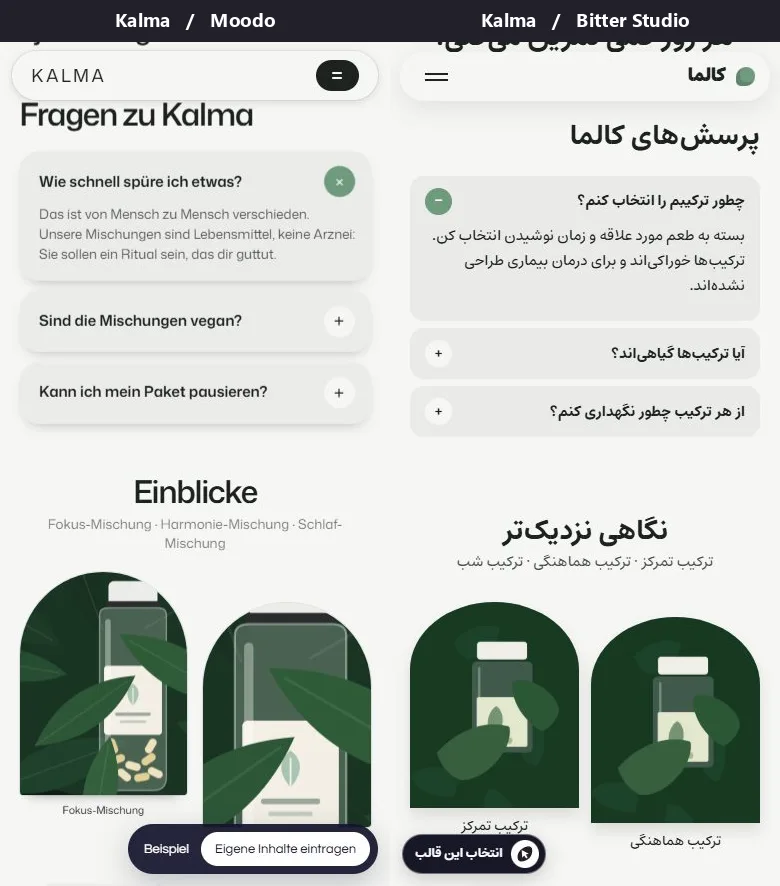 Kalma / Moodo
KALMA
Fragen zu Kalma
Wie schnell spüre ich etwas?
Das ist von Mensch zu Mensch verschieden.
Unsere Mischungen sind Lebensmittel, keine Arznei:
Sie sollen ein Ritual sein, das dir guttut.
Sind die Mischungen vegan?
Kann ich mein Paket pausieren?
Einblicke
Fokus-Mischung · Harmonie-Mischung · Schlaf-
Mischung
Fokus-Mischung
Beispiel
Eigene Inhalte eintragen
Kalma / Bitter Studio
کالما
پرسش‌های کالما
چطور ترکیبم را انتخاب کنم؟
بسته به طعم مورد علاقه و زمان نوشیدن انتخاب کن.
ترکیب‌ها خوراکی‌اند و برای درمان بیماری طراحی
نشده‌اند.
آیا ترکیب‌ها گیاهی‌اند؟
از هر ترکیب چطور نگهداری کنم؟
نگاهی نزدیک‌تر
ترکیب تمرکز · ترکیب هماهنگی · ترکیب شب
ترکیب تمرکز
ترکیب هماهنگی
انتخاب این قالب